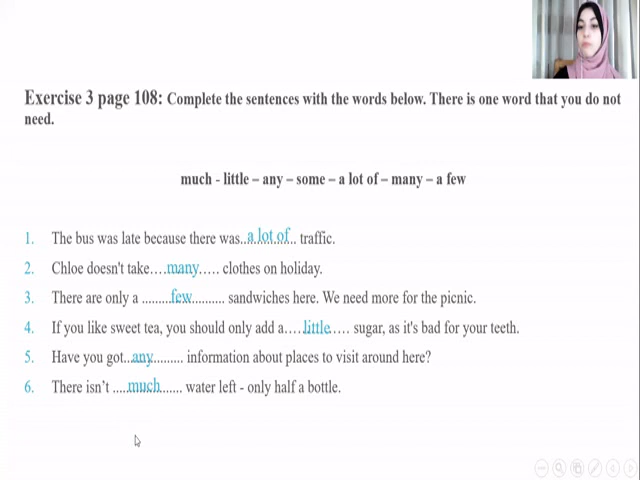 Exercise 3 page 108: Complete the sentences with the words below. There is one word that you do not
need.
much - little – any – some – a lot of – many – a few
1. The bus was late because there was...a lot of... traffic.
2. Chloe doesn't take....many..... clothes on holiday.
3. There are only a .........few.......... sandwiches here. We need more for the picnic.
4. If you like sweet tea, you should only add a....little..... sugar, as it's bad for your teeth.
5. Have you got...any.......... information about places to visit around here?
6. There isn’t .....much....... water left - only half a bottle.